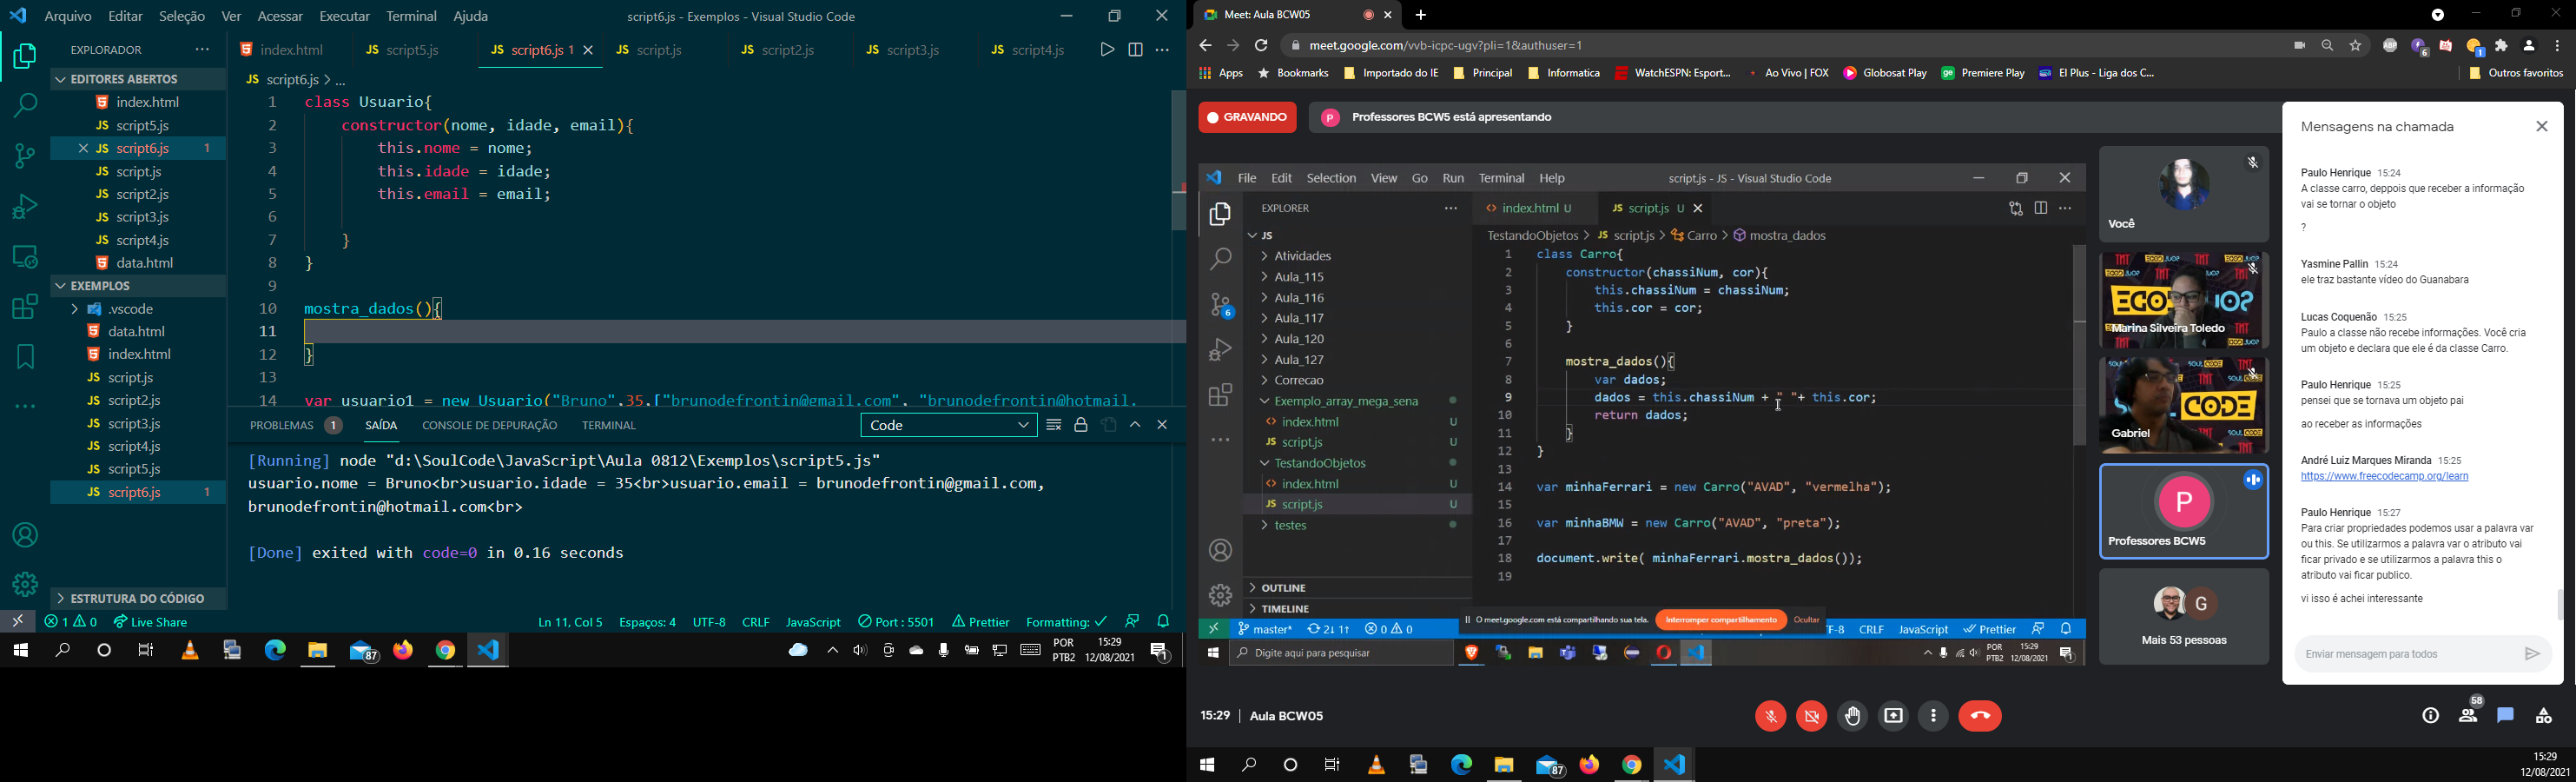 Arquivo Editar Seleção Ver Acessar Executar Terminal Ajuda
script6.js - Exemplos - Visual Studio Code
EXPLORADOR
EDITORES ABERTOS
index.html
script5.js
script6.js 1
script.js
script2.js
script3.js
script4.js
data.html
EXEMPLOS
.vscode
data.html
index.html
script.js
script2.js
script3.js
script4.js
script5.js
script6.js 1
ESTRUTURA DO CÓDIGO
index.html script5.js script6.js 1 script.js script2.js script3.js script4.js
script6.js > ...
1 class Usuario{
2 constructor(nome, idade, email){
3 this.nome = nome;
4 this.idade = idade;
5 this.email = email;
6
7 }
8 }
9
10 mostra_dados(){
11
12 }
13
14 var usuario1 = new Usuario("Bruno",35,["brunodefrontin@gmail.com", "brunodefrontin@hotmail.
PROBLEMAS 1 SAÍDA CONSOLE DE DEPURAÇÃO TERMINAL Code
[Running] node "d:\SoulCode\JavaScript\Aula 0812\Exemplos\script5.js"
usuario.nome = Bruno<br>usuario.idade = 35<br>usuario.email = brunodefrontin@gmail.com,
brunodefrontin@hotmail.com<br>
[Done] exited with code=0 in 0.16 seconds
1 0 Live Share Ln 11, Col 5 Espaços: 4 UTF-8 CRLF JavaScript Port : 5501 Prettier Formatting:
87 POR PTB2 15:29 12/08/2021 1
Meet: Aula BCW05
meet.google.com/vvb-icpc-ugv?pli=1&authuser=1
Apps Bookmarks Importado do IE Principal Informatica WatchESPN: Esport... Ao Vivo | FOX Globosat Play Premiere Play EI Plus - Liga dos C... Outros favoritos
GRAVANDO
P Professores BCW5 está apresentando
File Edit Selection View Go Run Terminal Help
script.js - JS - Visual Studio Code
EXPLORER
JS
Atividades
Aula_115
Aula_116
Aula_117
Aula_120
Aula_127
Correcao
Exemplo_array_mega_sena
index.html U
script.js U
TestandoObjetos
index.html U
script.js U
testes
OUTLINE
TIMELINE
6
index.html U script.js U
TestandoObjetos > script.js > Carro > mostra_dados
1 class Carro{
2 constructor(chassiNum, cor){
3 this.chassiNum = chassiNum;
4 this.cor = cor;
5 }
6
7 mostra_dados(){
8 var dados;
9 dados = this.chassiNum + " "+ this.cor;
10 return dados;
11 }
12 }
13
14 var minhaFerrari = new Carro("AVAD", "vermelha");
15
16 var minhaBMW = new Carro("AVAD", "preta");
17
18 document.write( minhaFerrari.mostra_dados());
19
O meet.google.com está compartilhando sua tela. Interromper compartilhamento Ocultar
master* 2↓ 1↑ 0 0 TF-8 CRLF JavaScript Prettier
Digite aqui para pesquisar
POR PTB2 15:29 12/08/2021
Você
Marina Silveira Toledo
Gabriel
CODE
P
Professores BCW5
G
Mais 53 pessoas
Mensagens na chamada
Paulo Henrique 15:24
A classe carro, deppois que receber a informação
vai se tornar o objeto
?
Yasmine Pallin 15:24
ele traz bastante vídeo do Guanabara
Lucas Coquenão 15:25
Paulo a classe não recebe informações. Você cria
um objeto e declara que ele é da classe Carro.
Paulo Henrique 15:25
pensei que se tornava um objeto pai
ao receber as informações
André Luiz Marques Miranda 15:25
https://www.freecodecamp.org/learn
Paulo Henrique 15:27
Para criar propriedades podemos usar a palavra var
ou this. Se utilizarmos a palavra var o atributo vai
ficar privado e se utilizarmos a palavra this o
atributo vai ficar publico.
vi isso é achei interessante
Enviar mensagem para todos
15:29 | Aula BCW05
58
87
15:29
12/08/2021